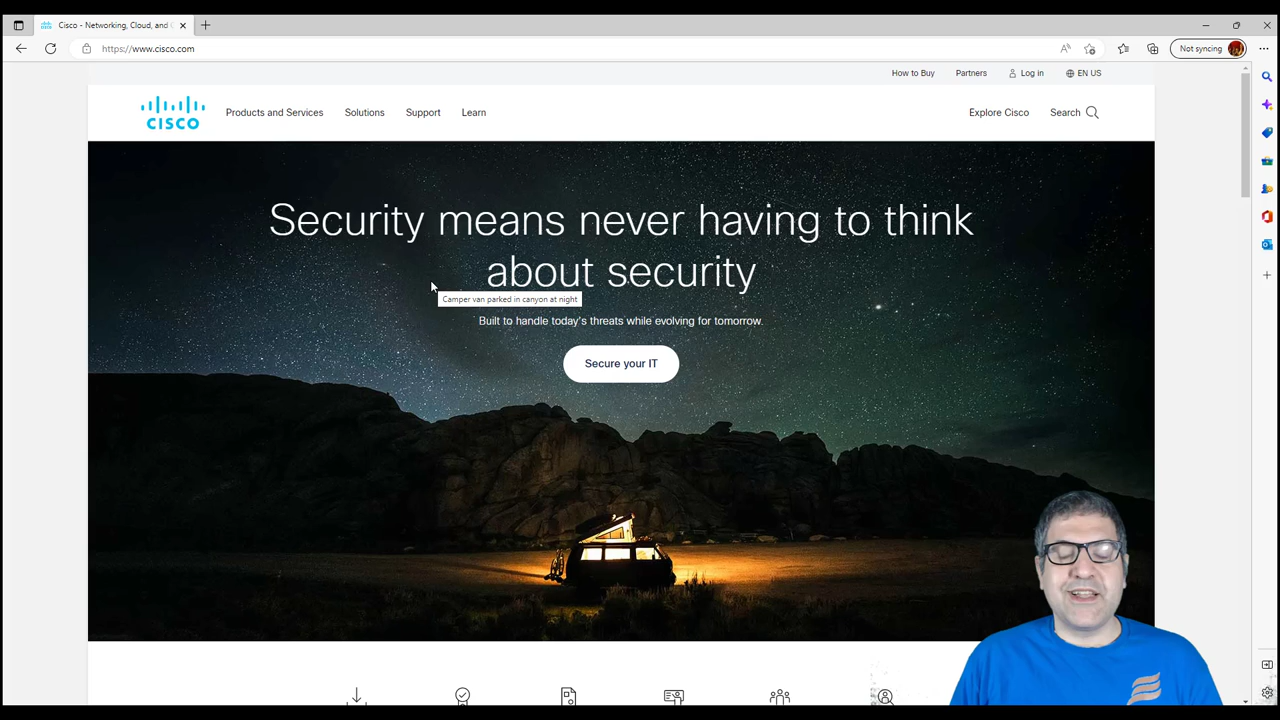 Cisco - Networking, Cloud, and C
https://www.cisco.com
Not syncing
How to Buy
Partners
Log in
EN US
CISCO
Products and Services
Solutions
Support
Learn
Explore Cisco
Search
Security means never having to think
about security
Camper van parked in canyon at night
Built to handle today's threats while evolving for tomorrow.
Secure your IT